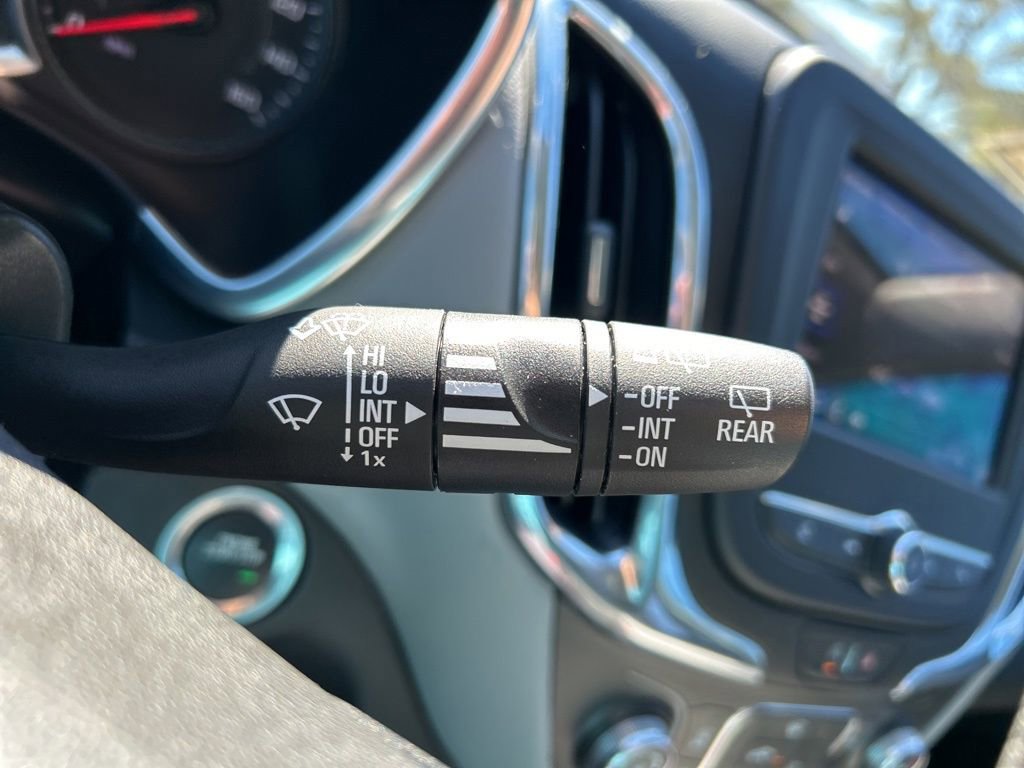 HI
LO
INT
OFF
1x
-OFF
-INT
-ON
REAR